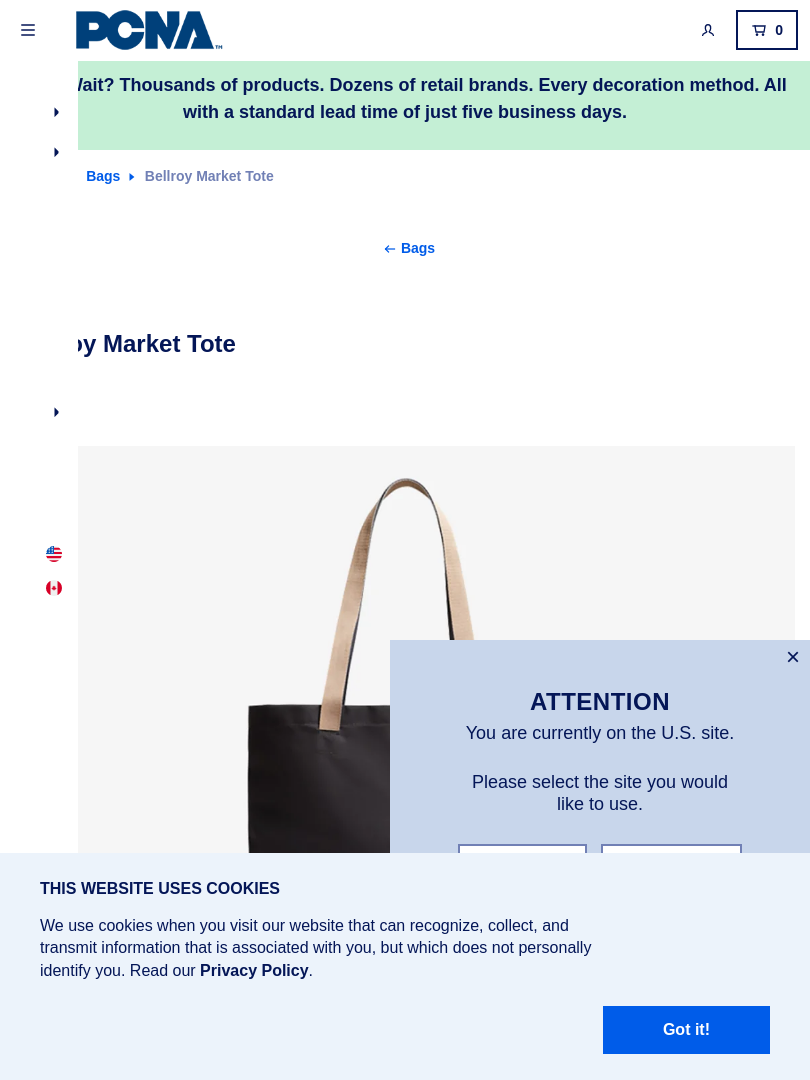 PCNA™
0
Wait? Thousands of products. Dozens of retail brands. Every decoration method. All
with a standard lead time of just five business days.
Bags
Bellroy Market Tote
Bags
Market Tote
ATTENTION
You are currently on the U.S. site.
Please select the site you would
like to use.
THIS WEBSITE USES COOKIES
We use cookies when you visit our website that can recognize, collect, and
transmit information that is associated with you, but which does not personally
identify you. Read our Privacy Policy.
Got it!